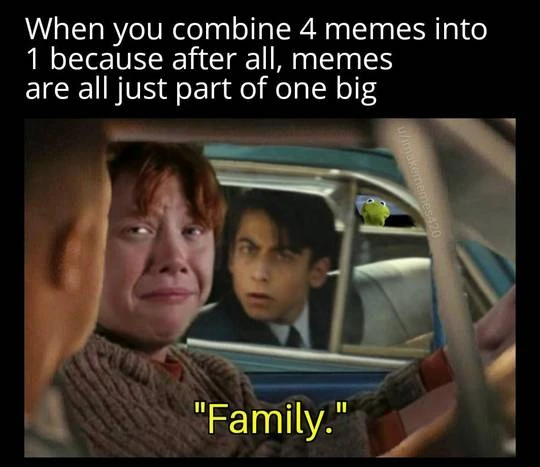 When you combine 4 memes into
1 because after all, memes
are all just part of one big
u/imakememes420
"Family."